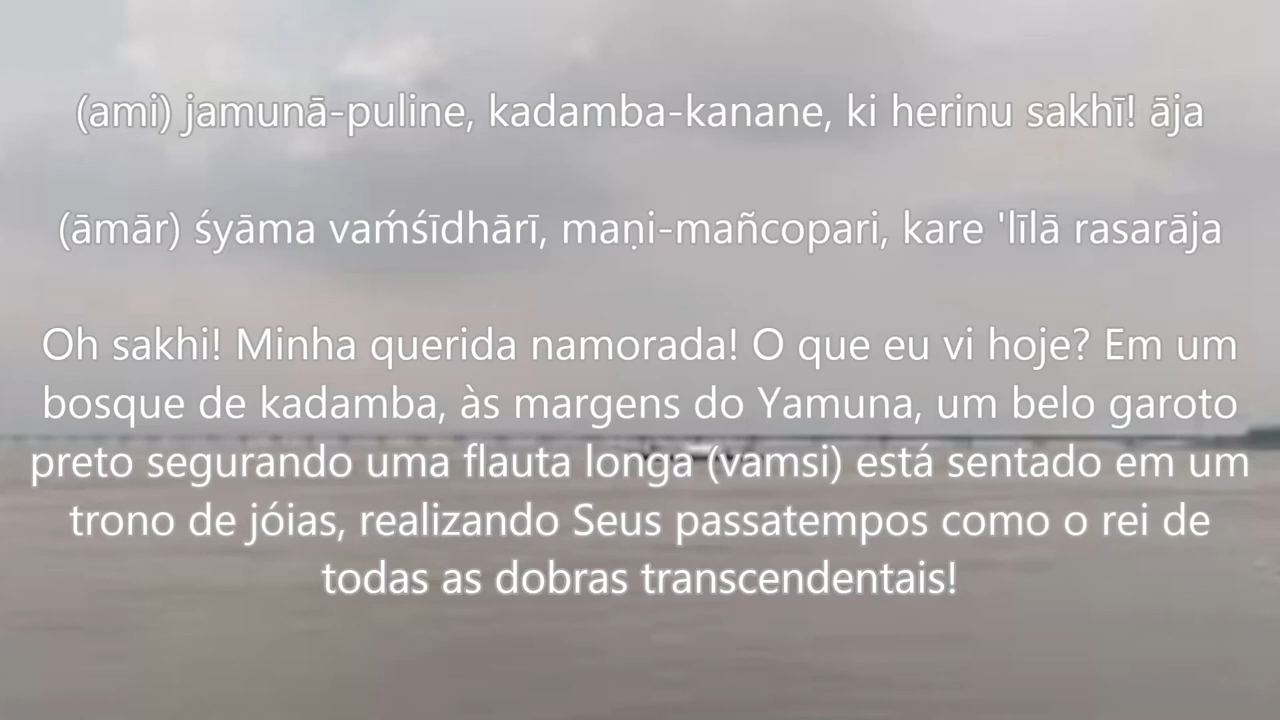 (ami) jamunā-puline, kadamba-kanane, ki herinu sakhī! āja
(āmār) śyāma vaḿśīdhārī, maṇi-mañcopari, kare 'līlā rasarāja
Oh sakhi! Minha querida namorada! O que eu vi hoje? Em um
bosque de kadamba, às margens do Yamuna, um belo garoto
preto segurando uma flauta longa (vamsi) está sentado em um
trono de jóias, realizando Seus passatempos como o rei de
todas as dobras transcendentais!